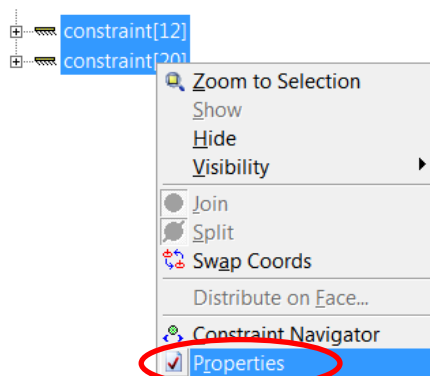 constraint[12]
constraint[20]
Zoom to Selection
Show
Hide
Visibility
Join
Split
Swap Coords
Distribute on Face...
Constraint Navigator
Properties